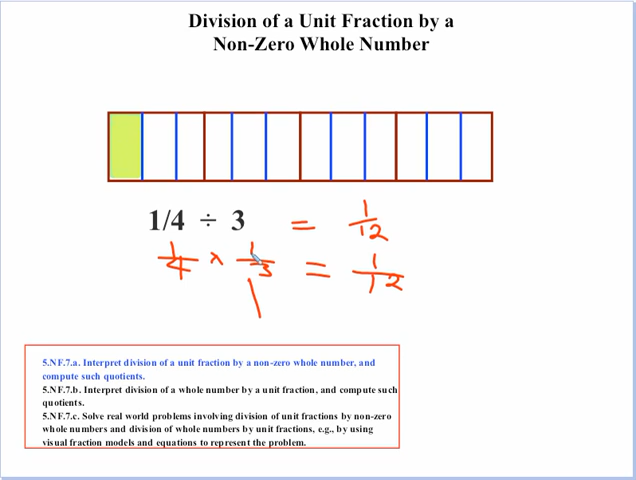 Division of a Unit Fraction by a
Non-Zero Whole Number
1/4 ÷ 3 = 1/12
1/4 × 1/3 = 1/12
5.NF.7.a. Interpret division of a unit fraction by a non-zero whole number, and
compute such quotients.
5.NF.7.b. Interpret division of a whole number by a unit fraction, and compute such
quotients.
5.NF.7.c. Solve real world problems involving division of unit fractions by non-zero
whole numbers and division of whole numbers by unit fractions, e.g., by using
visual fraction models and equations to represent the problem.